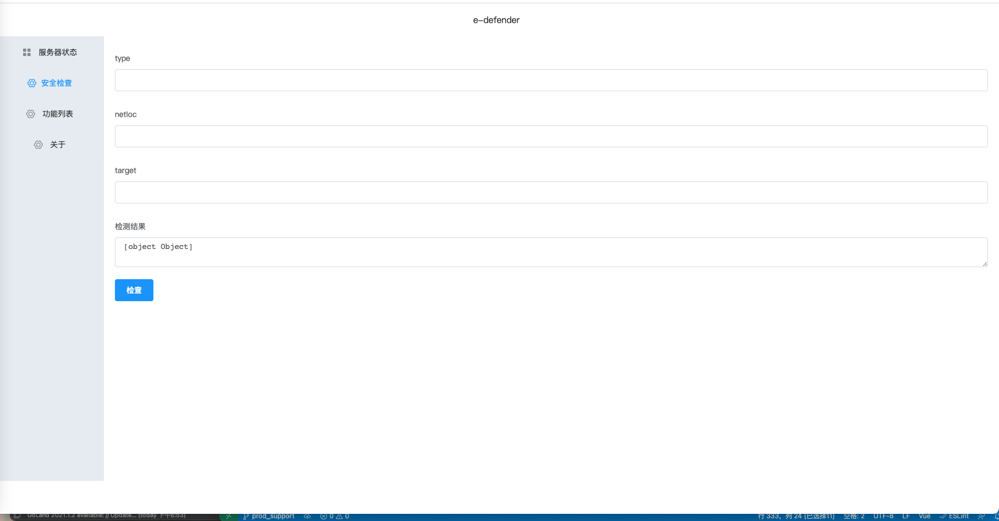 e-defender
服务器状态
安全检查
功能列表
关于
type
netloc
target
检测结果
[object Object]
检查
GoLand 2021.1.2 available: // Update... (today 下午6:53)
prod_support
0
0
行 333，列 24 (已选择11)
空格: 2
UTF-8
LF
Vue
ESLint